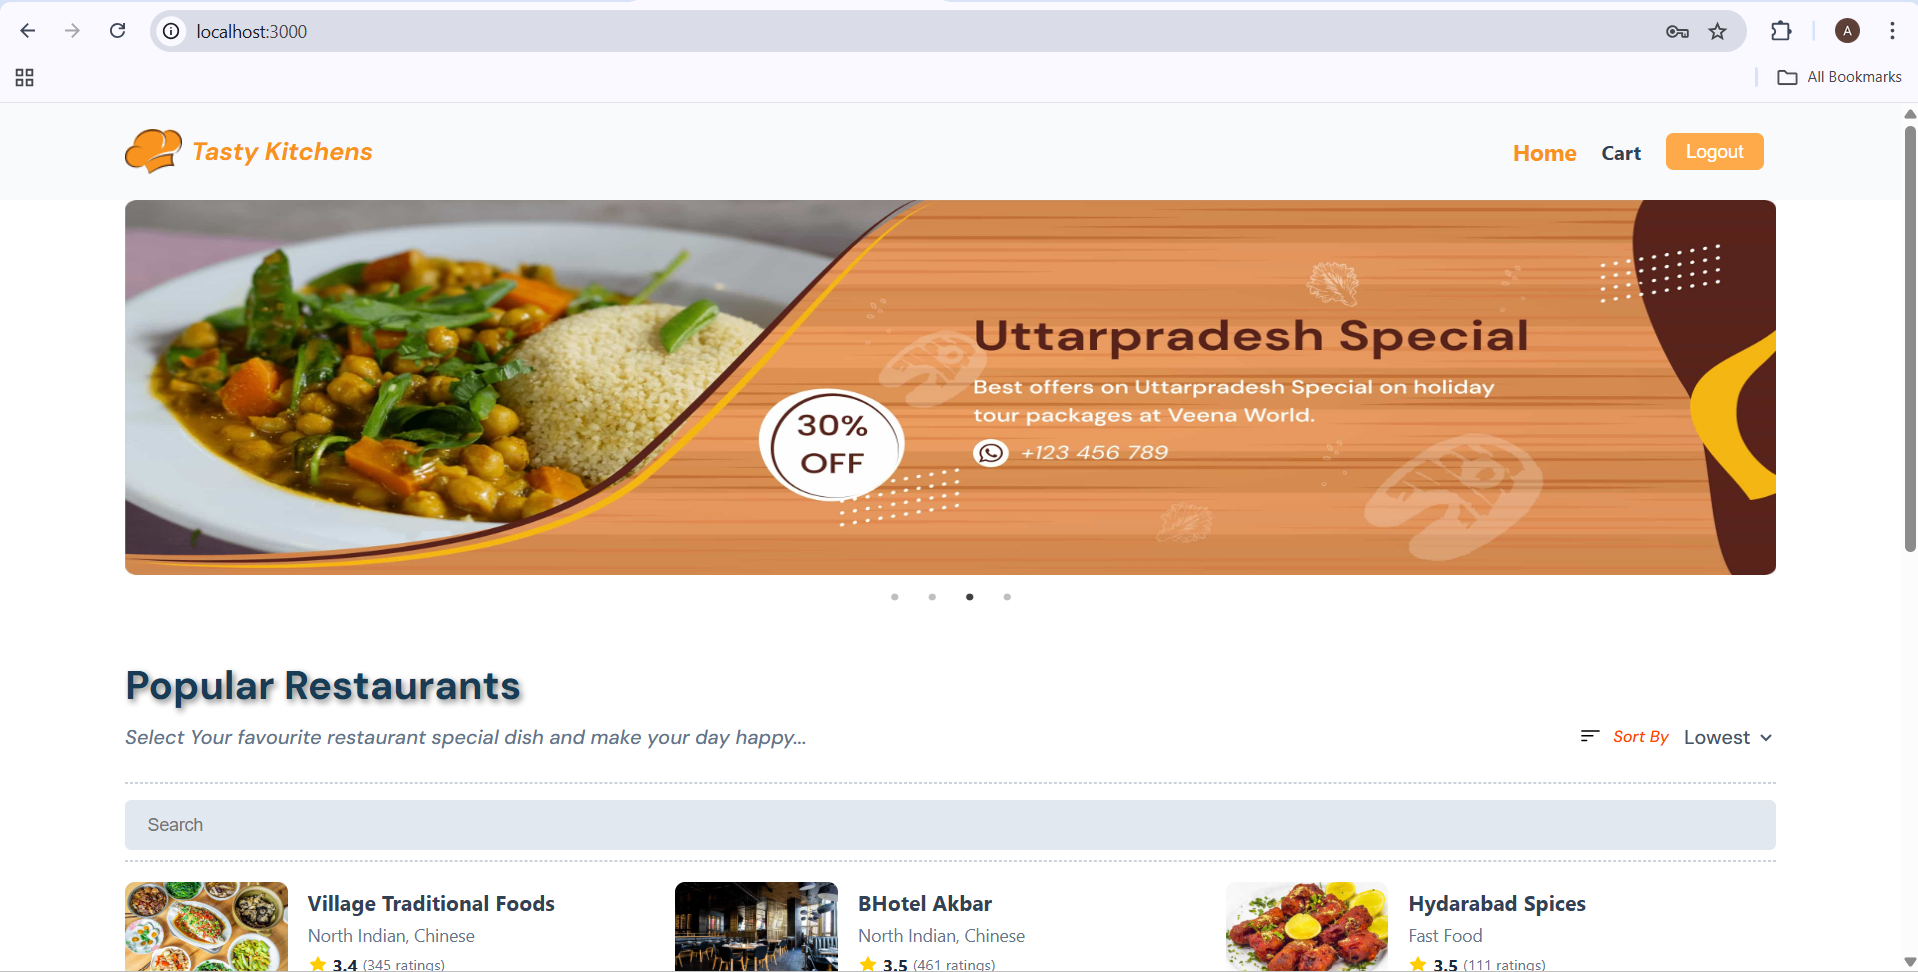 localhost:3000
A
All Bookmarks
Tasty Kitchens
Home
Cart
Logout
Uttarpradesh Special
Best offers on Uttarpradesh Special on holiday
tour packages at Veena World.
30%
OFF
+123 456 789
Popular Restaurants
Select Your favourite restaurant special dish and make your day happy...
Sort By
Lowest
Search
Village Traditional Foods
North Indian, Chinese
3.4 (345 ratings)
BHotel Akbar
North Indian, Chinese
3.5 (461 ratings)
Hydarabad Spices
Fast Food
3.5 (111 ratings)